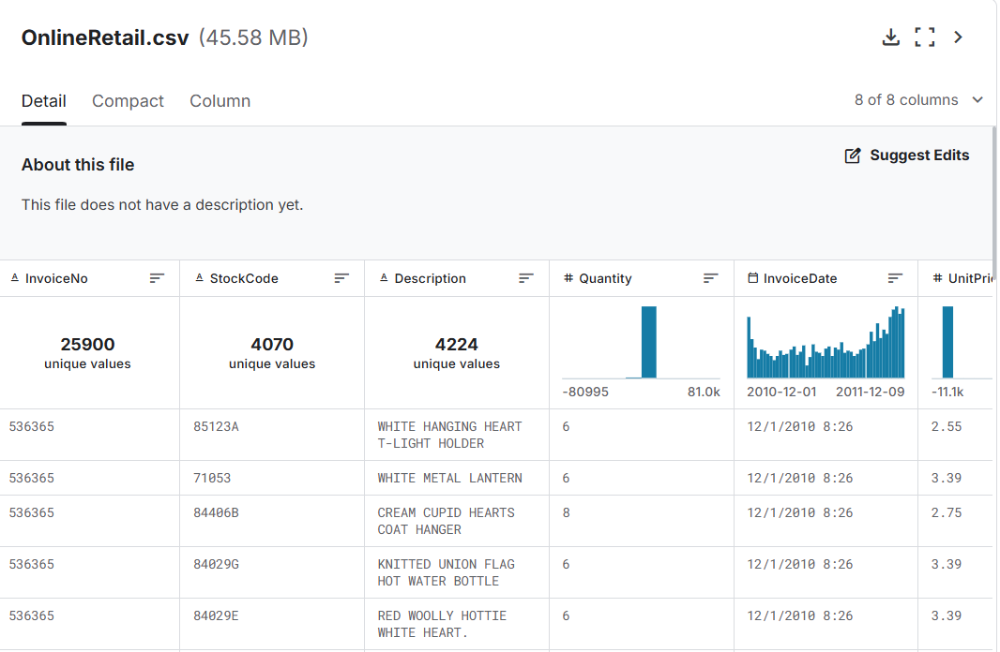 OnlineRetail.csv (45.58 MB)
Detail Compact Column 8 of 8 columns
About this file
Suggest Edits
This file does not have a description yet.
A InvoiceNo A StockCode A Description # Quantity InvoiceDate # UnitPri
25900 4070 4224
unique values unique values unique values
-80995 81.0k 2010-12-01 2011-12-09 -11.1k
536365 85123A WHITE HANGING HEART 6 12/1/2010 8:26 2.55
T-LIGHT HOLDER
536365 71053 WHITE METAL LANTERN 6 12/1/2010 8:26 3.39
536365 84406B CREAM CUPID HEARTS 8 12/1/2010 8:26 2.75
COAT HANGER
536365 84029G KNITTED UNION FLAG 6 12/1/2010 8:26 3.39
HOT WATER BOTTLE
536365 84029E RED WOOLLY HOTTIE 6 12/1/2010 8:26 3.39
WHITE HEART.